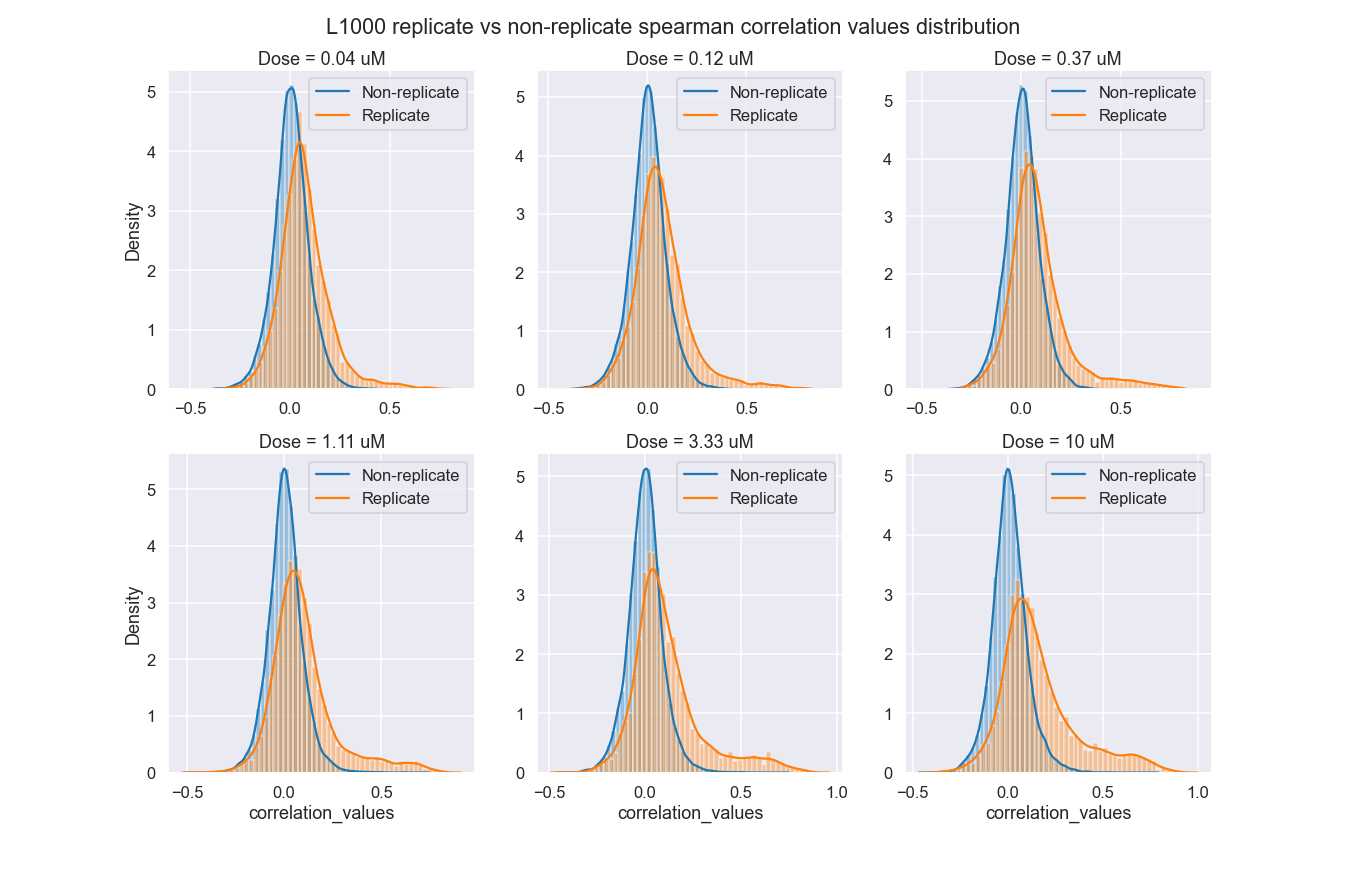 L1000 replicate vs non-replicate spearman correlation values distribution
Dose = 0.04 uM
Non-replicate
Replicate
Density
5
4
3
2
1
0
−0.5 0.0 0.5
Dose = 0.12 uM
Non-replicate
Replicate
5
4
3
2
1
0
−0.5 0.0 0.5
Dose = 0.37 uM
Non-replicate
Replicate
5
4
3
2
1
0
−0.5 0.0 0.5
Dose = 1.11 uM
Non-replicate
Replicate
Density
5
4
3
2
1
0
−0.5 0.0 0.5
correlation_values
Dose = 3.33 uM
Non-replicate
Replicate
5
4
3
2
1
0
−0.5 0.0 0.5 1.0
correlation_values
Dose = 10 uM
Non-replicate
Replicate
5
4
3
2
1
0
−0.5 0.0 0.5 1.0
correlation_values